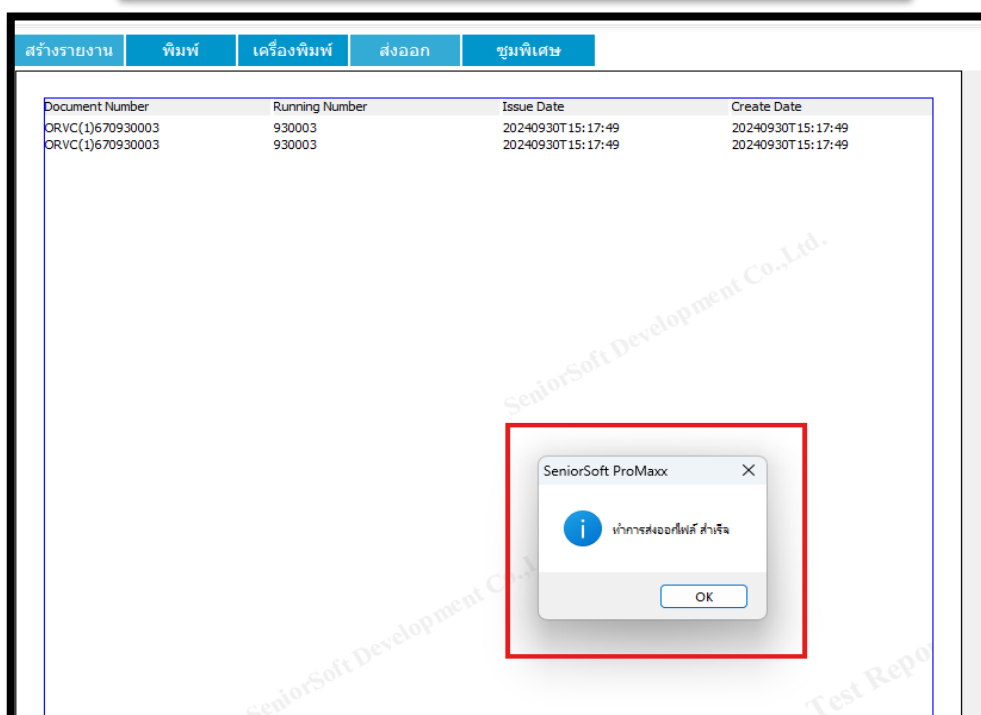 สร้างรายงาน พิมพ์ เครื่องพิมพ์ ส่งออก ซูมพิเศษ
Document Number Running Number Issue Date Create Date
ORVC(1)670930003 930003 20240930T15:17:49 20240930T15:17:49
ORVC(1)670930003 930003 20240930T15:17:49 20240930T15:17:49
SeniorSoft Development Co.,Ltd.
SeniorSoft ProMaxx
ทำการส่งออกไฟล์ สำเร็จ
OK
SeniorSoft Development Co.,L
Test Repo